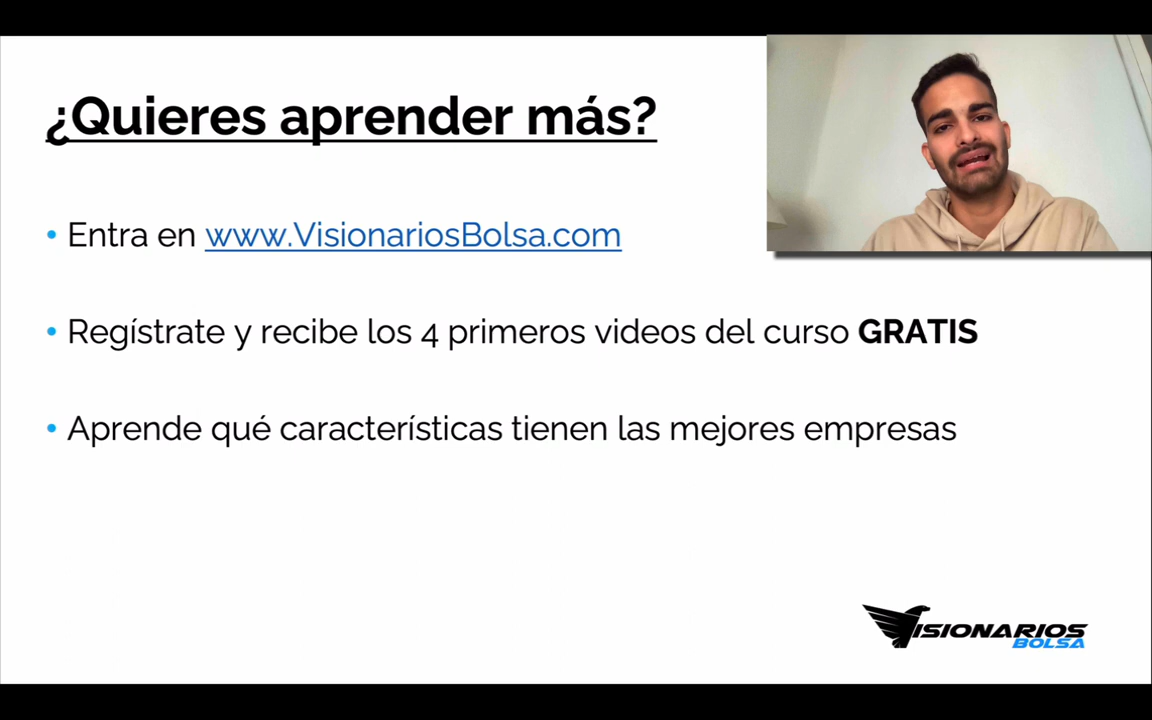 ¿Quieres aprender más?
• Entra en www.VisionariosBolsa.com
• Regístrate y recibe los 4 primeros videos del curso GRATIS
• Aprende qué características tienen las mejores empresas
VISIONARIOS
BOLSA